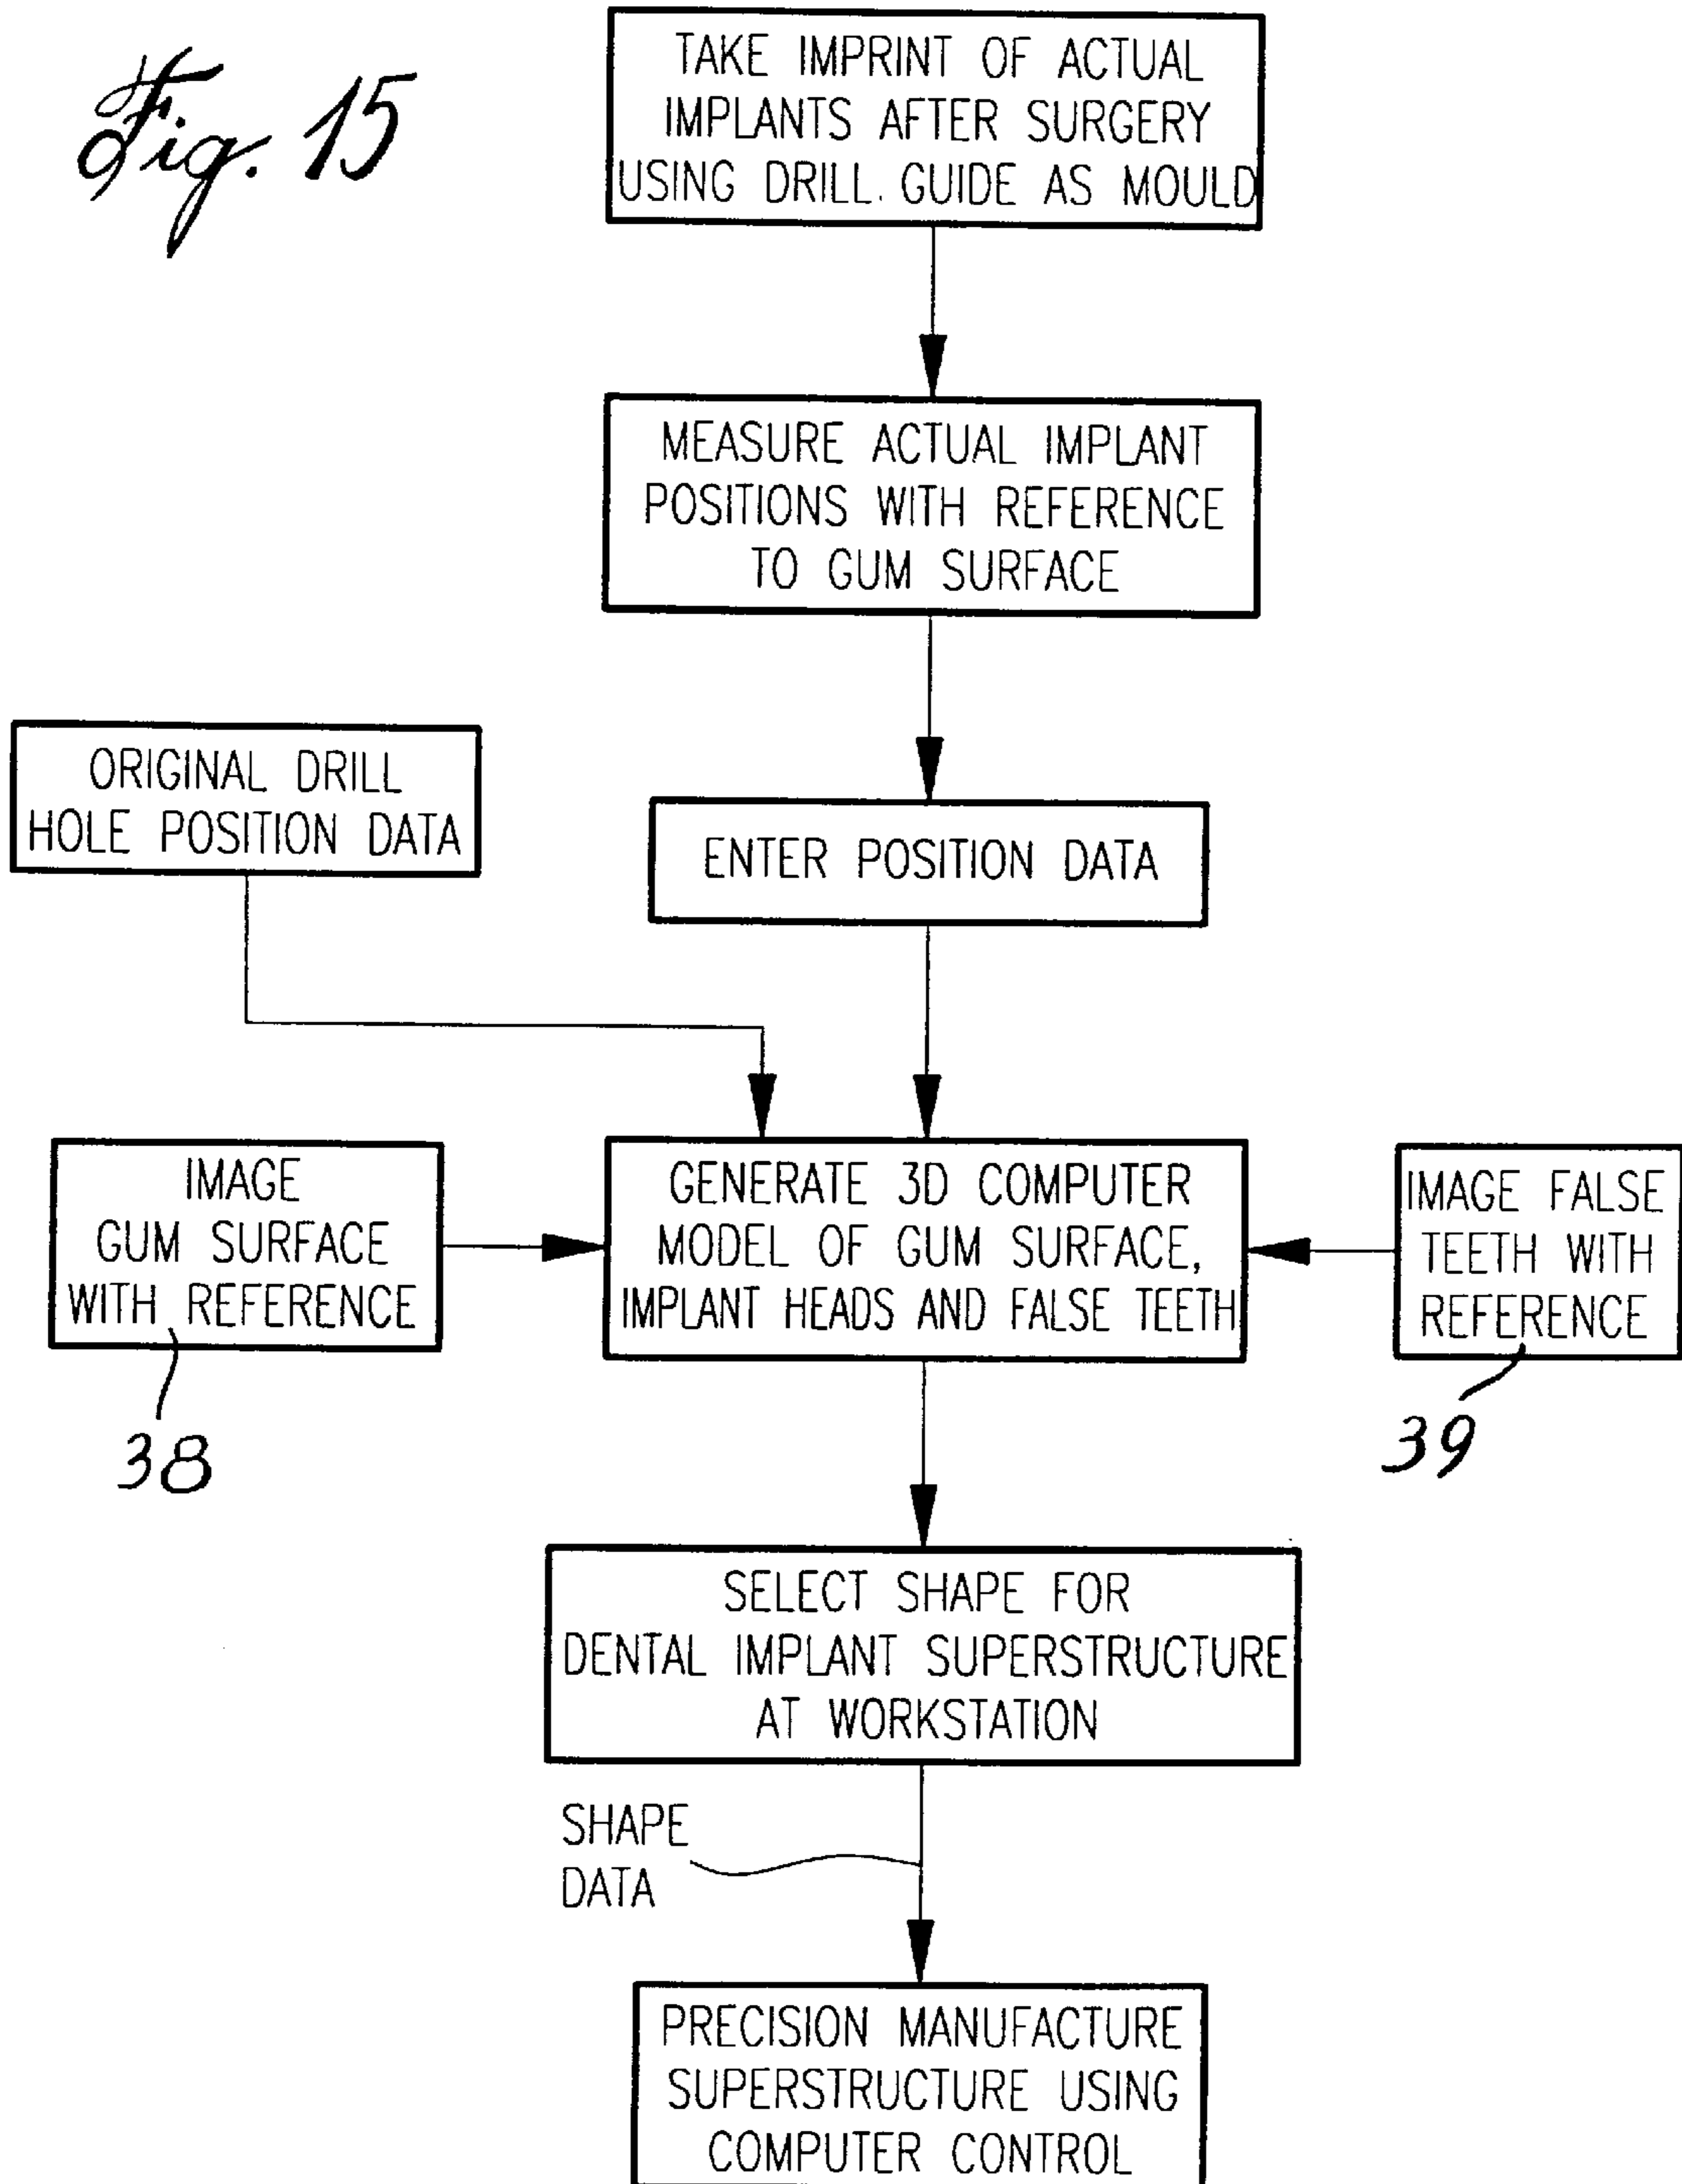 Fig. 15
TAKE IMPRINT OF ACTUAL
IMPLANTS AFTER SURGERY
USING DRILL. GUIDE AS MOULD
MEASURE ACTUAL IMPLANT
POSITIONS WITH REFERENCE
TO GUM SURFACE
ORIGINAL DRILL
HOLE POSITION DATA
ENTER POSITION DATA
IMAGE
GUM SURFACE
WITH REFERENCE
38
GENERATE 3D COMPUTER
MODEL OF GUM SURFACE,
IMPLANT HEADS AND FALSE TEETH
IMAGE FALSE
TEETH WITH
REFERENCE
39
SELECT SHAPE FOR
DENTAL IMPLANT SUPERSTRUCTURE
AT WORKSTATION
SHAPE
DATA
PRECISION MANUFACTURE
SUPERSTRUCTURE USING
COMPUTER CONTROL